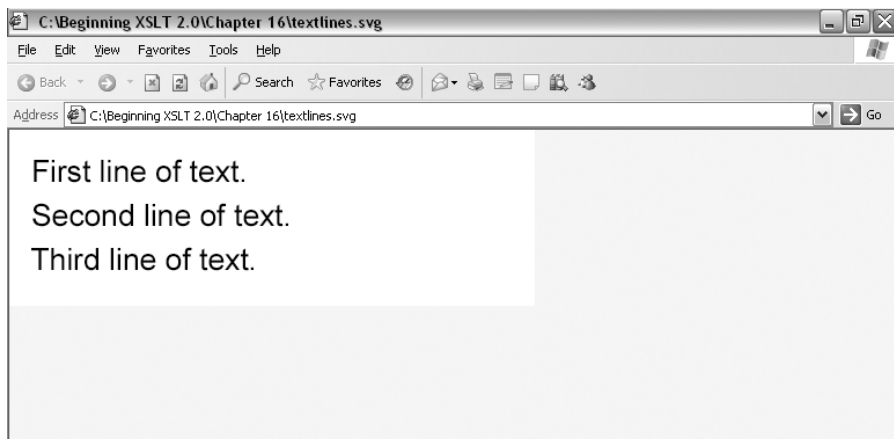 C:\Beginning XSLT 2.0\Chapter 16\textlines.svg
File Edit View Favorites Tools Help
Back Search Favorites
Address C:\Beginning XSLT 2.0\Chapter 16\textlines.svg Go
First line of text.
Second line of text.
Third line of text.